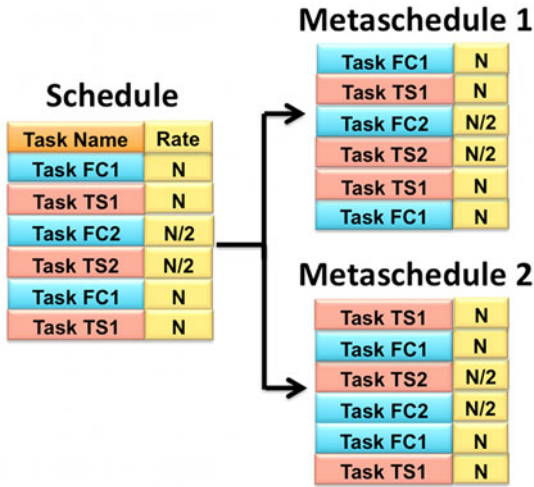 Schedule
Task Name Rate
Task FC1 N
Task TS1 N
Task FC2 N/2
Task TS2 N/2
Task FC1 N
Task TS1 N
Metaschedule 1
Task FC1 N
Task TS1 N
Task FC2 N/2
Task TS2 N/2
Task TS1 N
Task FC1 N
Metaschedule 2
Task TS1 N
Task FC1 N
Task TS2 N/2
Task FC2 N/2
Task FC1 N
Task TS1 N